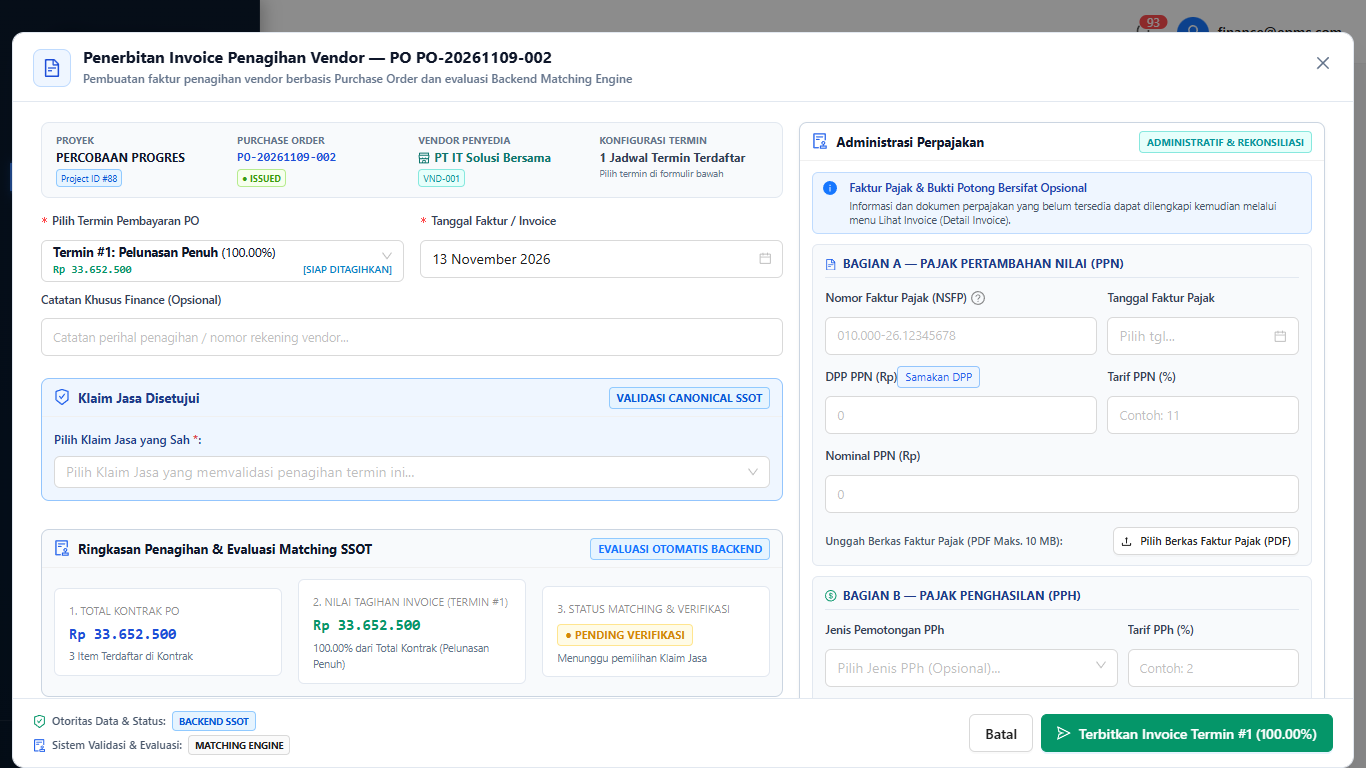 93
Penerbitan Invoice Penagihan Vendor — PO PO-20261109-002
Pembuatan faktur penagihan vendor berbasis Purchase Order dan evaluasi Backend Matching Engine
PROYEK
PERCOBAAN PROGRES
Project ID #88
PURCHASE ORDER
PO-20261109-002
● ISSUED
VENDOR PENYEDIA
PT IT Solusi Bersama
VND-001
KONFIGURASI TERMIN
1 Jadwal Termin Terdaftar
Pilih termin di formulir bawah
* Pilih Termin Pembayaran PO
Termin #1: Pelunasan Penuh (100.00%)
Rp 33.652.500
[SIAP DITAGIHKAN]
* Tanggal Faktur / Invoice
13 November 2026
Catatan Khusus Finance (Opsional)
Catatan perihal penagihan / nomor rekening vendor...
Klaim Jasa Disetujui
VALIDASI CANONICAL SSOT
Pilih Klaim Jasa yang Sah *:
Pilih Klaim Jasa yang memvalidasi penagihan termin ini...
Ringkasan Penagihan & Evaluasi Matching SSOT
EVALUASI OTOMATIS BACKEND
1. TOTAL KONTRAK PO
Rp 33.652.500
3 Item Terdaftar di Kontrak
2. NILAI TAGIHAN INVOICE (TERMIN #1)
Rp 33.652.500
100.00% dari Total Kontrak (Pelunasan
Penuh)
3. STATUS MATCHING & VERIFIKASI
● PENDING VERIFIKASI
Menunggu pemilihan Klaim Jasa
Administrasi Perpajakan
ADMINISTRATIF & REKONSILIASI
Faktur Pajak & Bukti Potong Bersifat Opsional
Informasi dan dokumen perpajakan yang belum tersedia dapat dilengkapi kemudian melalui
menu Lihat Invoice (Detail Invoice).
BAGIAN A — PAJAK PERTAMBAHAN NILAI (PPN)
Nomor Faktur Pajak (NSFP)
010.000-26.12345678
Tanggal Faktur Pajak
Pilih tgl...
DPP PPN (Rp)
Samakan DPP
0
Tarif PPN (%)
Contoh: 11
Nominal PPN (Rp)
0
Unggah Berkas Faktur Pajak (PDF Maks. 10 MB):
Pilih Berkas Faktur Pajak (PDF)
BAGIAN B — PAJAK PENGHASILAN (PPH)
Jenis Pemotongan PPh
Pilih Jenis PPh (Opsional)...
Tarif PPh (%)
Contoh: 2
Otoritas Data & Status:
BACKEND SSOT
Sistem Validasi & Evaluasi:
MATCHING ENGINE
Batal
Terbitkan Invoice Termin #1 (100.00%)